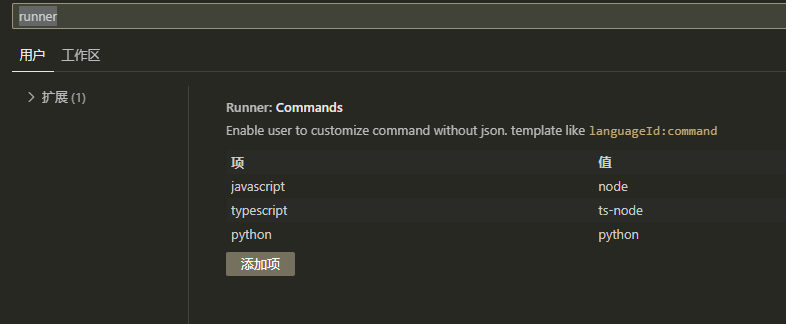 runner
用户 工作区
扩展 (1)
Runner: Commands
Enable user to customize command without json. template like languageId:command
项 值
javascript node
typescript ts-node
python python
添加项